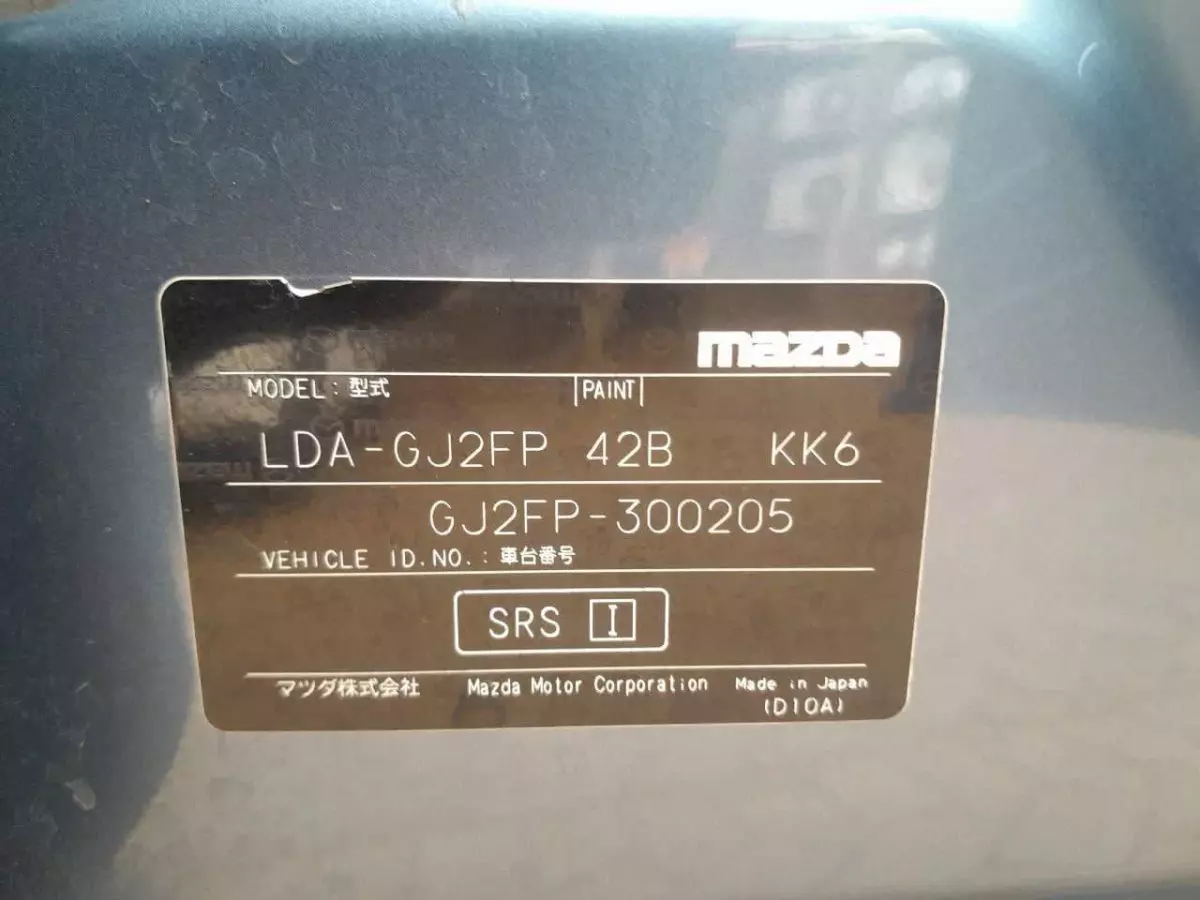 mazda
MODEL : 型式 PAINT
LDA-GJ2FP 42B KK6
GJ2FP-300205
VEHICLE ID.NO. : 車台番号
SRS I
マツダ株式会社 Mazda Motor Corporation Made in Japan
(D10A)